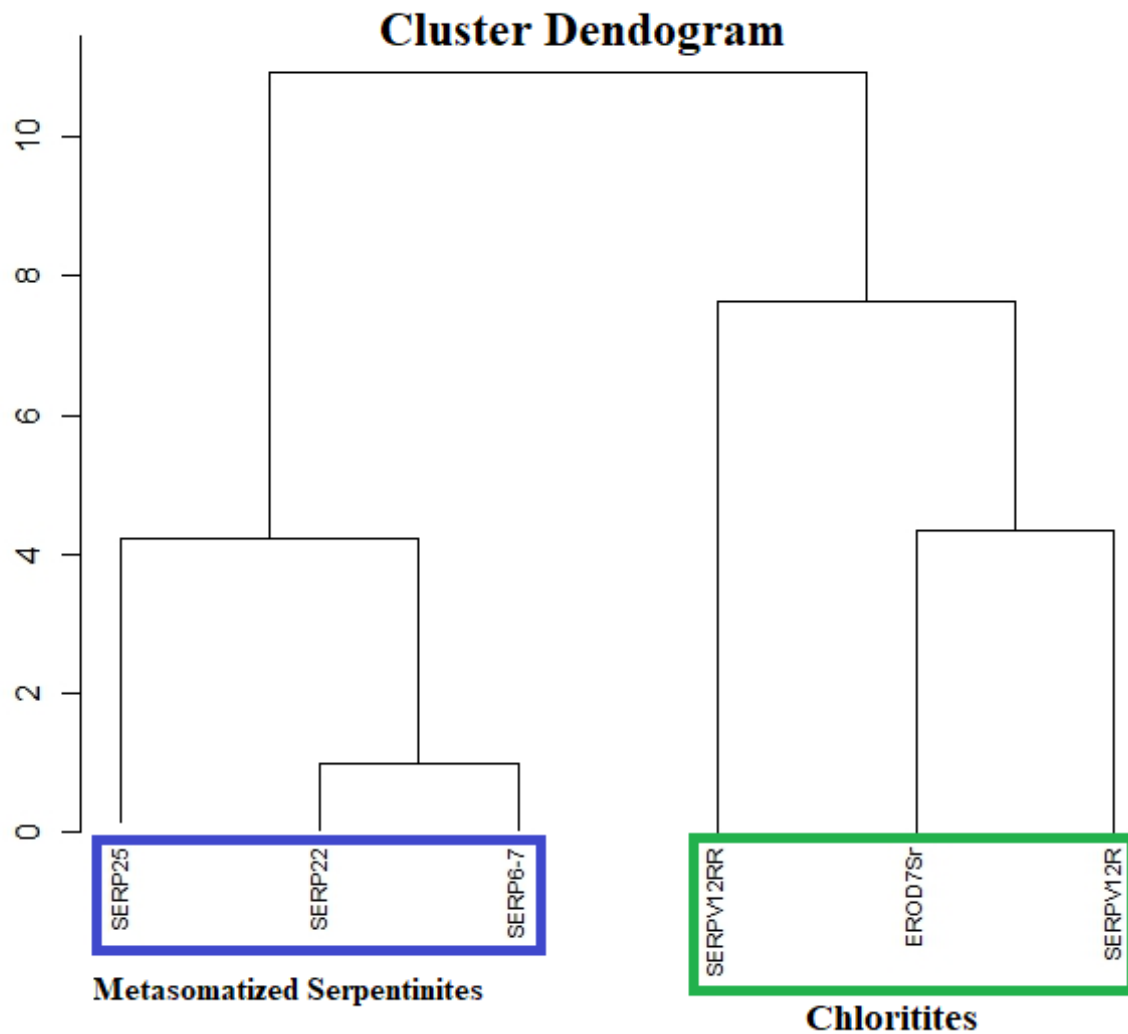 Cluster Dendogram
10
8
6
4
2
0
SERP25
SERP22
SERP6-7
SERPV12RR
EROD7Sr
SERPV12R
Metasomatized Serpentinites
Chloritites